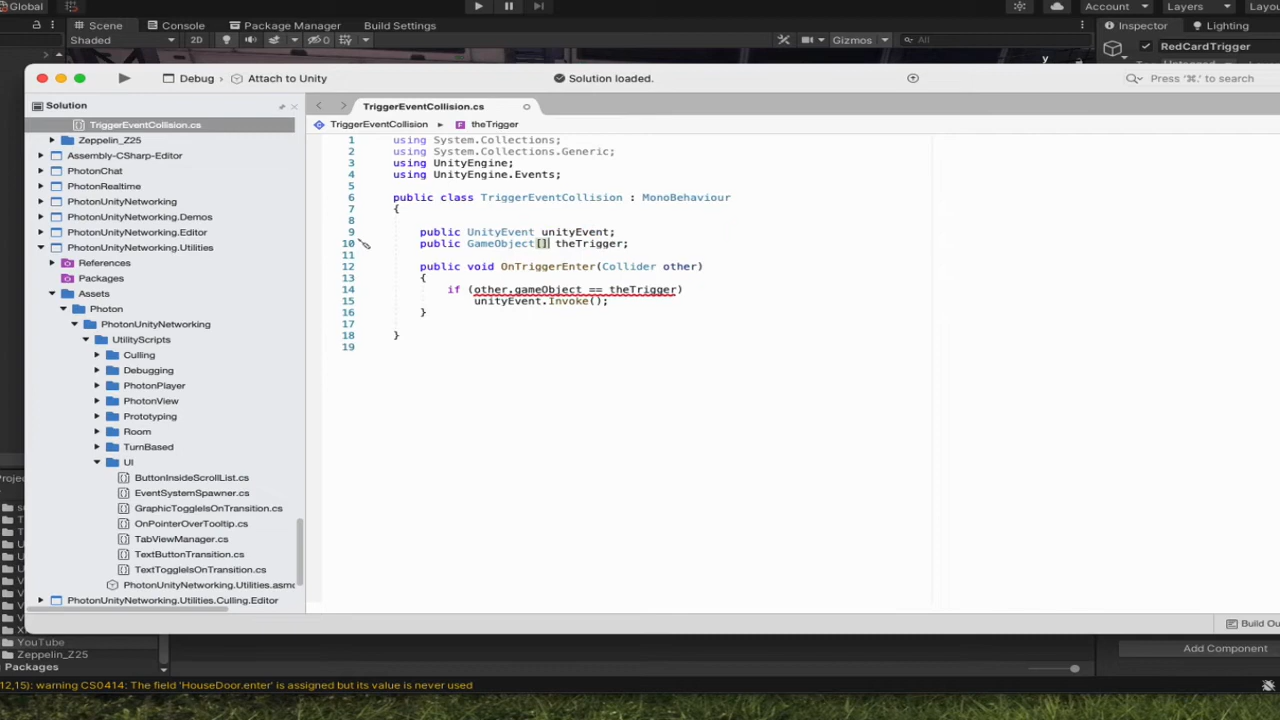 Global
Account
Layers
Layou
Scene
Console
Package Manager
Build Settings
Inspector
Lighting
Shaded
2D
0
Gizmos
All
RedCardTrigger
y
Debug
Attach to Unity
Solution loaded.
Press '⌘.' to search
Solution
TriggerEventCollision.cs
TriggerEventCollision
theTrigger
TriggerEventCollision.cs
Zeppelin_Z25
Assembly-CSharp-Editor
PhotonChat
PhotonRealtime
PhotonUnityNetworking
PhotonUnityNetworking.Demos
PhotonUnityNetworking.Editor
PhotonUnityNetworking.Utilities
References
Packages
Assets
Photon
PhotonUnityNetworking
UtilityScripts
Culling
Debugging
PhotonPlayer
PhotonView
Prototyping
Room
TurnBased
UI
ButtonInsideScrollList.cs
EventSystemSpawner.cs
GraphicToggleIsOnTransition.cs
OnPointerOverTooltip.cs
TabViewManager.cs
TextButtonTransition.cs
TextToggleIsOnTransition.cs
PhotonUnityNetworking.Utilities.asm
PhotonUnityNetworking.Utilities.Culling.Editor
1 using System.Collections;
2 using System.Collections.Generic;
3 using UnityEngine;
4 using UnityEngine.Events;
5
6 public class TriggerEventCollision : MonoBehaviour
7 {
8
9 public UnityEvent unityEvent;
10 public GameObject[] theTrigger;
11
12 public void OnTriggerEnter(Collider other)
13 {
14 if (other.gameObject == theTrigger)
15 unityEvent.Invoke();
16 }
17
18 }
19
Build Ou
Projec
YouTube
Zeppelin_Z25
Packages
Add Component
12,15): warning CS0414: The field 'HouseDoor.enter' is assigned but its value is never used